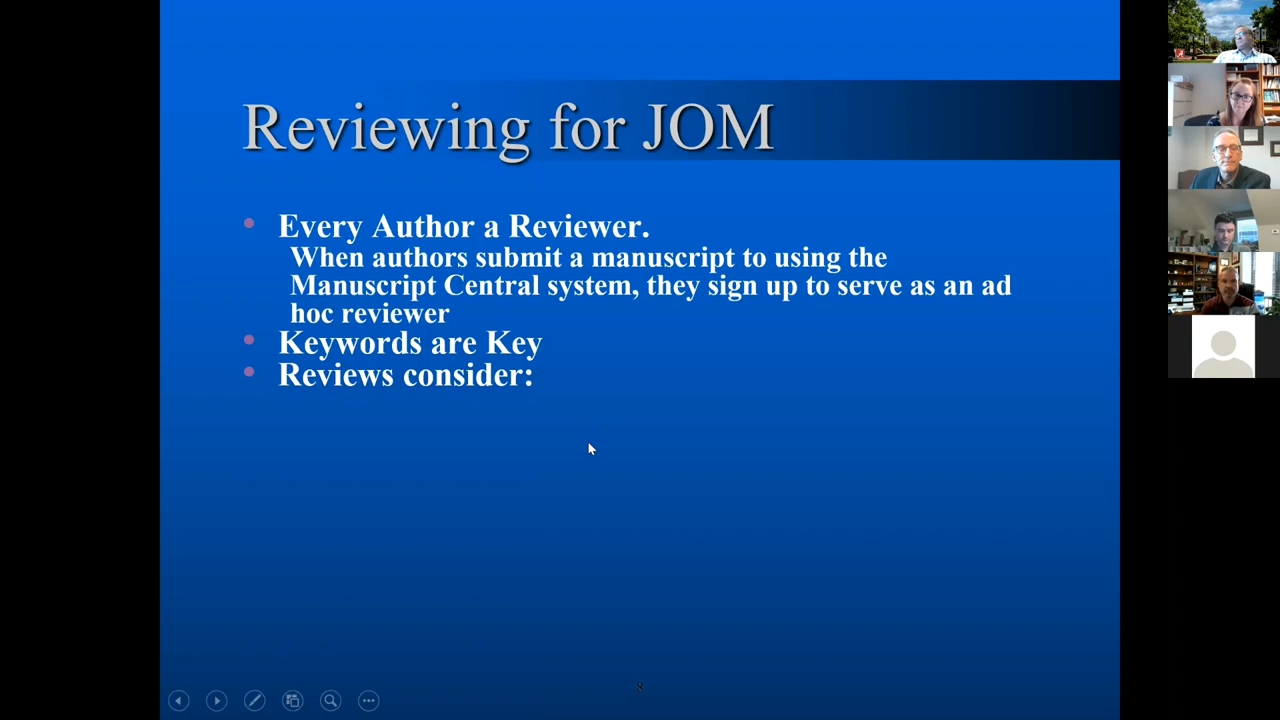 Reviewing for JOM
Every Author a Reviewer.
When authors submit a manuscript to using the
Manuscript Central system, they sign up to serve as an ad
hoc reviewer
Keywords are Key
Reviews consider:
8